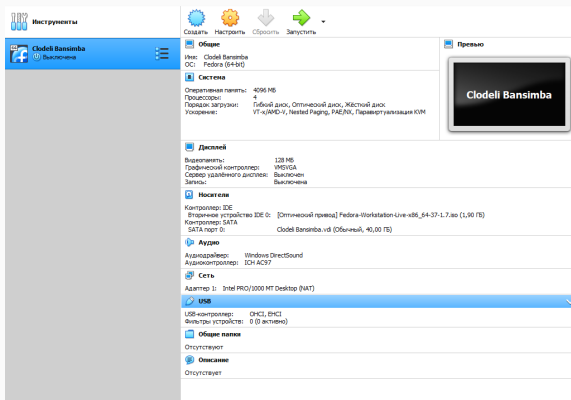 Инструменты
Создать Настроить Сбросить Запустить
64
Clodeli Bansimba
Выключена
Общие
Имя: Clodeli Bansimba
ОС: Fedora (64-bit)
Превью
Clodeli Bansimba
Система
Оперативная память: 4096 МБ
Процессоры: 4
Порядок загрузки: Гибкий диск, Оптический диск, Жёсткий диск
Ускорение: VT-x/AMD-V, Nested Paging, PAE/NX, Паравиртуализация KVM
Дисплей
Видеопамять: 128 МБ
Графический контроллер: VMSVGA
Сервер удалённого дисплея: Выключен
Запись: Выключена
Носители
Контроллер: IDE
Вторичное устройство IDE 0: [Оптический привод] Fedora-Workstation-Live-x86_64-37-1.7.iso (1,90 ГБ)
Контроллер: SATA
SATA порт 0: Clodeli Bansimba.vdi (Обычный, 40,00 ГБ)
Аудио
Аудиодрайвер: Windows DirectSound
Аудиоконтроллер: ICH AC97
Сеть
Адаптер 1: Intel PRO/1000 MT Desktop (NAT)
USB
USB-контроллер: OHCI, EHCI
Фильтры устройств: 0 (0 активно)
Общие папки
Отсутствуют
Описание
Отсутствует